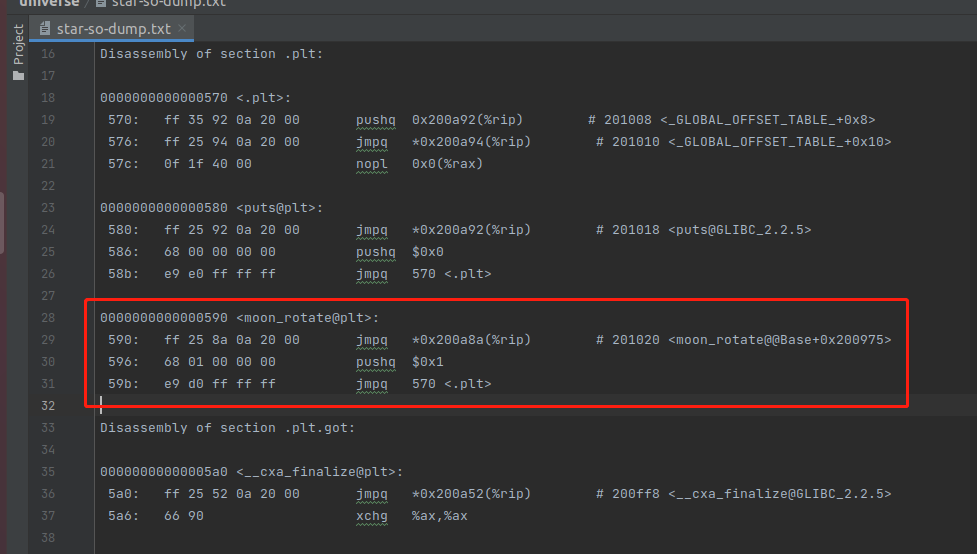 universe / star-so-dump.txt
Project
star-so-dump.txt ×
16 Disassembly of section .plt:
17
18 0000000000000570 <.plt>:
19 570: ff 35 92 0a 20 00 pushq 0x200a92(%rip) # 201008 <_GLOBAL_OFFSET_TABLE_+0x8>
20 576: ff 25 94 0a 20 00 jmpq *0x200a94(%rip) # 201010 <_GLOBAL_OFFSET_TABLE_+0x10>
21 57c: 0f 1f 40 00 nopl 0x0(%rax)
22
23 0000000000000580 <puts@plt>:
24 580: ff 25 92 0a 20 00 jmpq *0x200a92(%rip) # 201018 <puts@GLIBC_2.2.5>
25 586: 68 00 00 00 00 pushq $0x0
26 58b: e9 e0 ff ff ff jmpq 570 <.plt>
27
28 0000000000000590 <moon_rotate@plt>:
29 590: ff 25 8a 0a 20 00 jmpq *0x200a8a(%rip) # 201020 <moon_rotate@@Base+0x200975>
30 596: 68 01 00 00 00 pushq $0x1
31 59b: e9 d0 ff ff ff jmpq 570 <.plt>
32
33 Disassembly of section .plt.got:
34
35 00000000000005a0 <__cxa_finalize@plt>:
36 5a0: ff 25 52 0a 20 00 jmpq *0x200a52(%rip) # 200ff8 <__cxa_finalize@GLIBC_2.2.5>
37 5a6: 66 90 xchg %ax,%ax
38